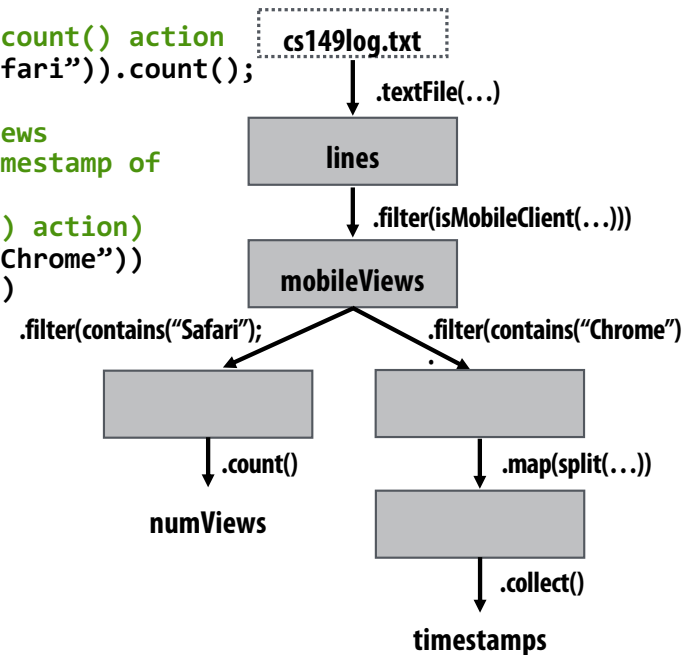 count() action
fari”)).count();
ews
mestamp of
) action)
Chrome”))
)
cs149log.txt
.textFile(...)
lines
.filter(isMobileClient(...)))
mobileViews
.filter(contains(“Safari”);
.filter(contains(“Chrome”)
.
.count()
.map(split(...))
numViews
.collect()
timestamps